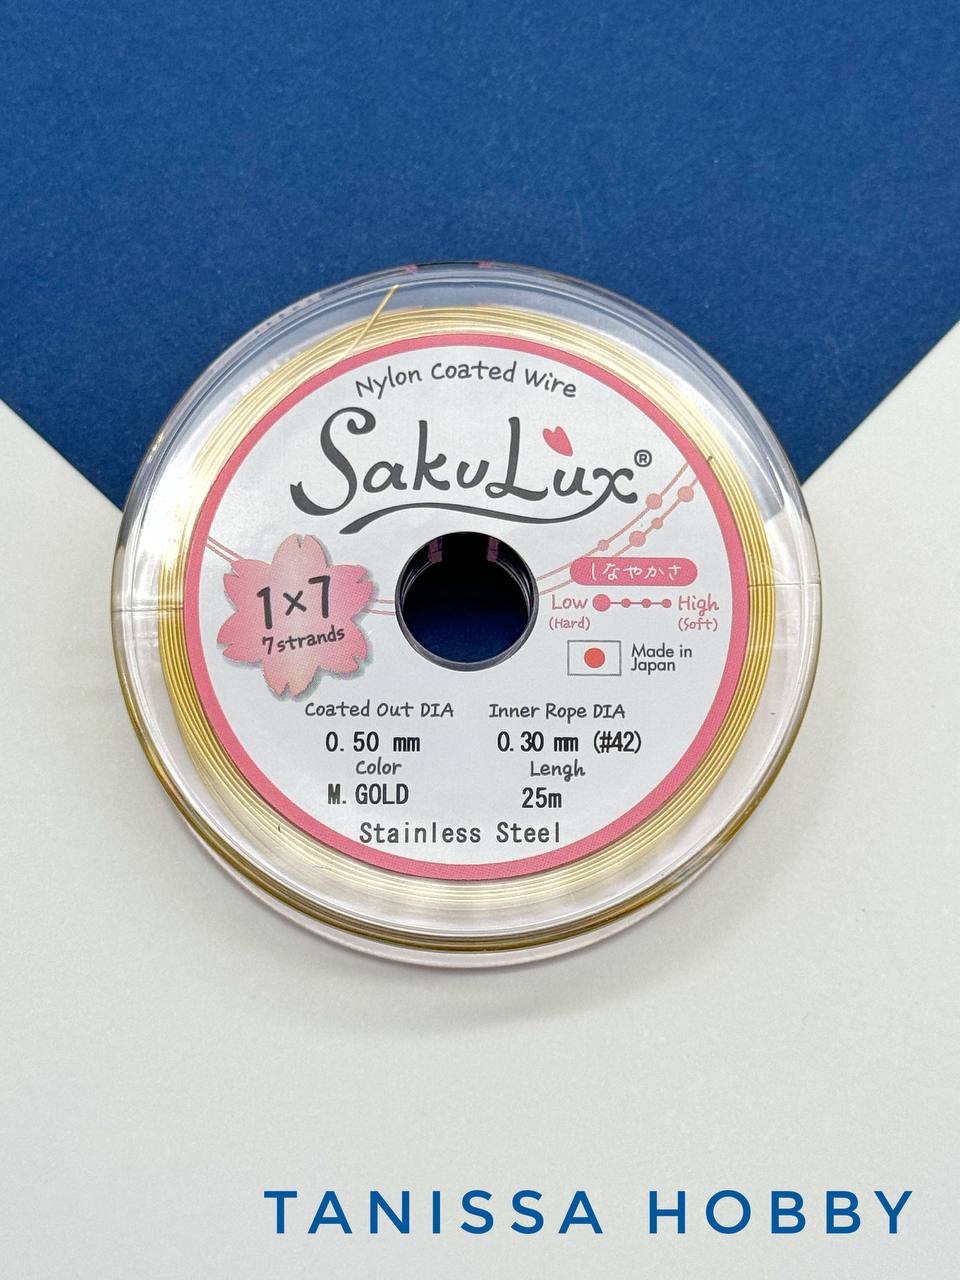 Nylon Coated Wire
SakuLux®
しなやかさ
Low High
(Hard) (Soft)
1×7
7strands
Made in
Japan
Coated Out DIA Inner Rope DIA
0.50 mm 0.30 mm (#42)
Color Lengh
M. GOLD 25m
Stainless Steel
TANISSA HOBBY